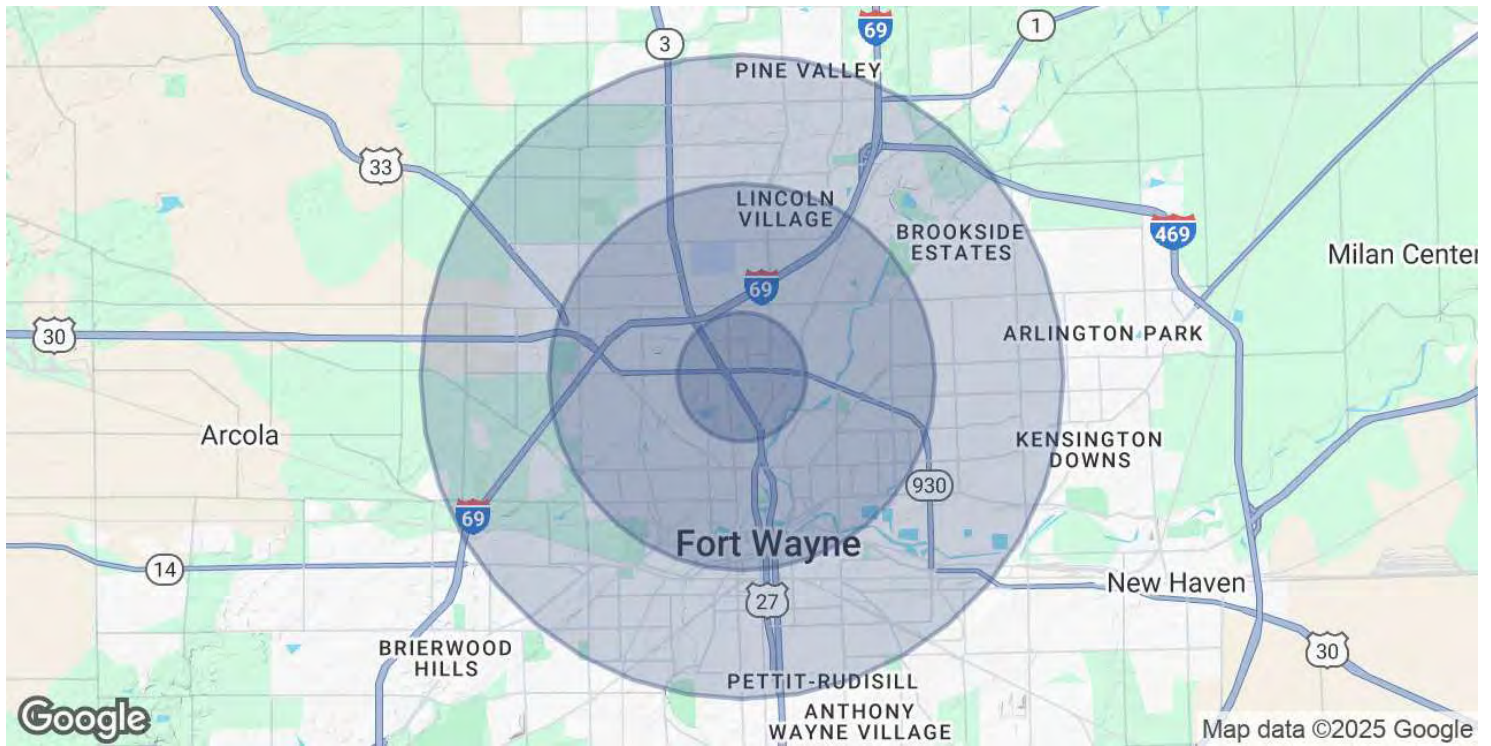 69
1
3
PINE VALLEY
33
LINCOLN
VILLAGE
BROOKSIDE
ESTATES
469
Milan Center
69
30
ARLINGTON PARK
Arcola
KENSINGTON
DOWNS
930
69
Fort Wayne
14
New Haven
27
BRIERWOOD
HILLS
30
PETTIT-RUDISILL
ANTHONY
WAYNE VILLAGE
Google
Map data ©2025 Google